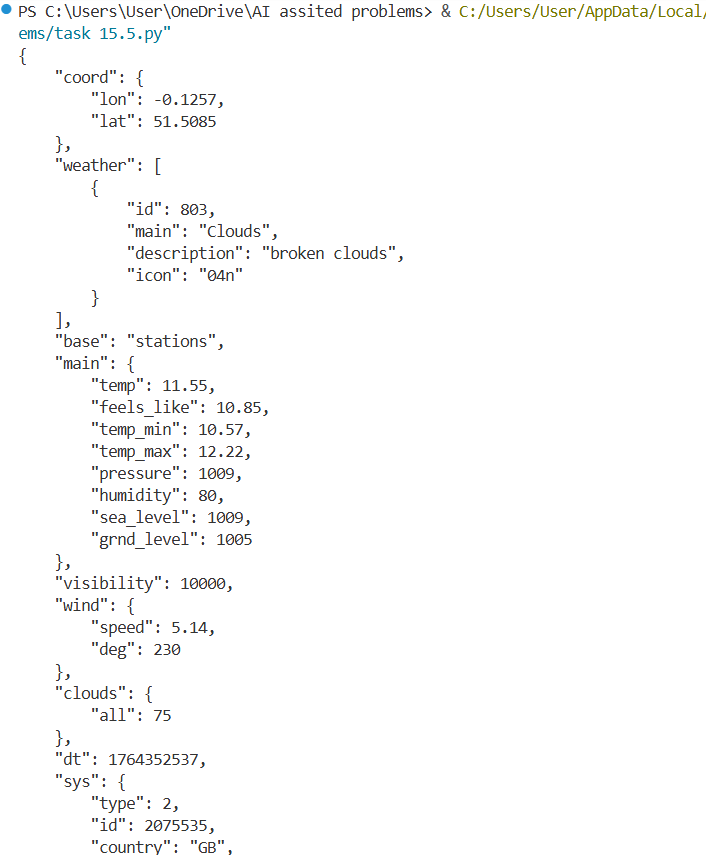 PS C:\Users\User\OneDrive\AI assited problems> & C:/Users/User/AppData/Local/
ems/task 15.5.py"
{
    "coord": {
        "lon": -0.1257,
        "lat": 51.5085
    },
    "weather": [
        {
            "id": 803,
            "main": "Clouds",
            "description": "broken clouds",
            "icon": "04n"
        }
    ],
    "base": "stations",
    "main": {
        "temp": 11.55,
        "feels_like": 10.85,
        "temp_min": 10.57,
        "temp_max": 12.22,
        "pressure": 1009,
        "humidity": 80,
        "sea_level": 1009,
        "grnd_level": 1005
    },
    "visibility": 10000,
    "wind": {
        "speed": 5.14,
        "deg": 230
    },
    "clouds": {
        "all": 75
    },
    "dt": 1764352537,
    "sys": {
        "type": 2,
        "id": 2075535,
        "country": "GB",